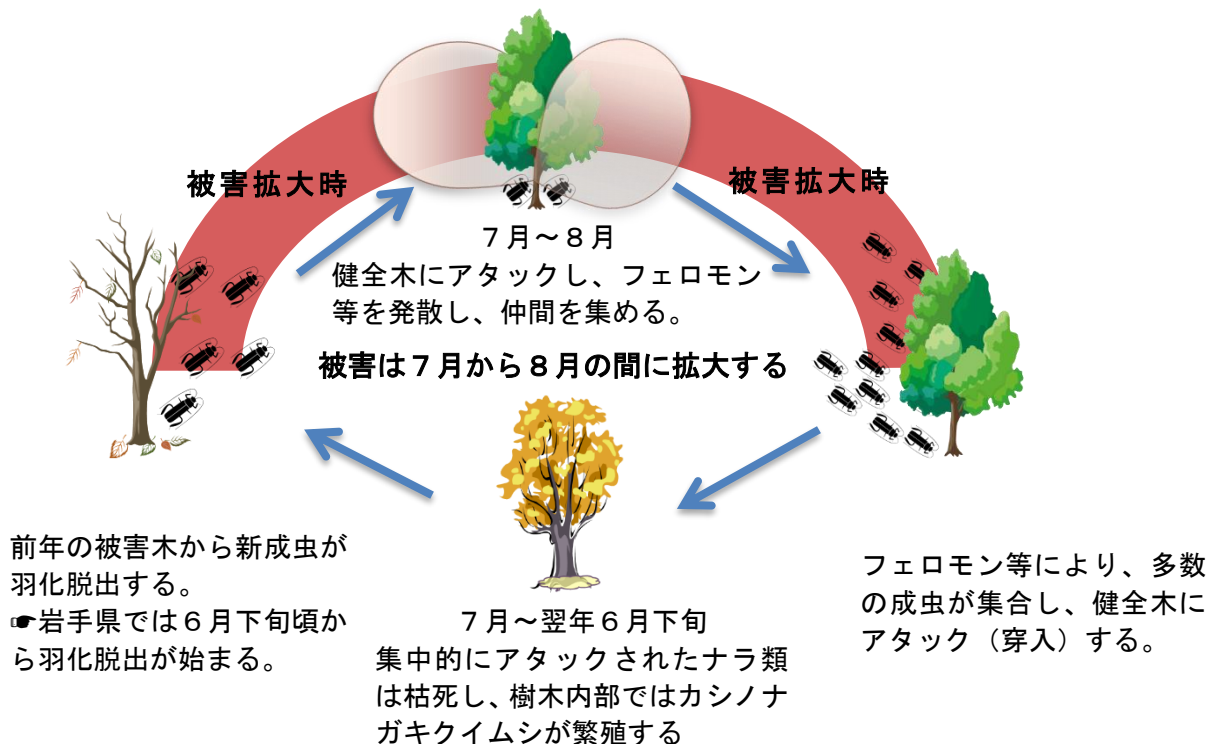 被害拡大時
被害拡大時
７月～８月
健全木にアタックし、フェロモン
等を発散し、仲間を集める。
被害は７月から８月の間に拡大する
前年の被害木から新成虫が
羽化脱出する。
☛岩手県では６月下旬頃か
ら羽化脱出が始まる。
７月～翌年６月下旬
集中的にアタックされたナラ類
は枯死し、樹木内部ではカシノナ
ガキクイムシが繁殖する
フェロモン等により、多数
の成虫が集合し、健全木に
アタック（穿入）する。